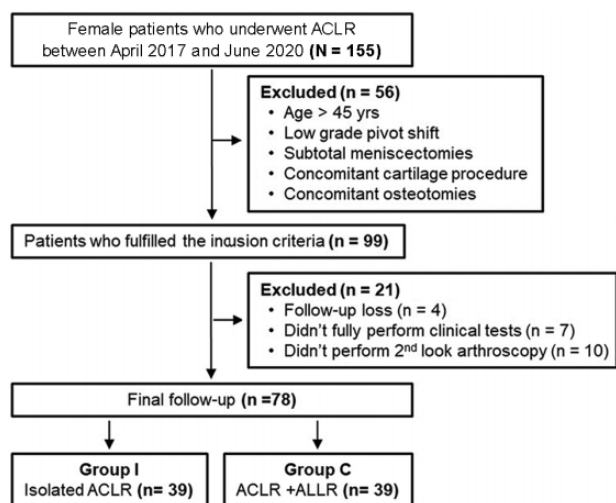 Female patients who underwent ACLR
between April 2017 and June 2020 (N = 155)
Excluded (n = 56)
• Age > 45 yrs
• Low grade pivot shift
• Subtotal meniscectomies
• Concomitant cartilage procedure
• Concomitant osteotomies
Patients who fulfilled the incusion criteria (n = 99)
Excluded (n = 21)
• Follow-up loss (n = 4)
• Didn't fully perform clinical tests (n = 7)
• Didn't perform 2nd look arthroscopy (n = 10)
Final follow-up (n =78)
Group I
Isolated ACLR (n= 39)
Group C
ACLR +ALLR (n= 39)